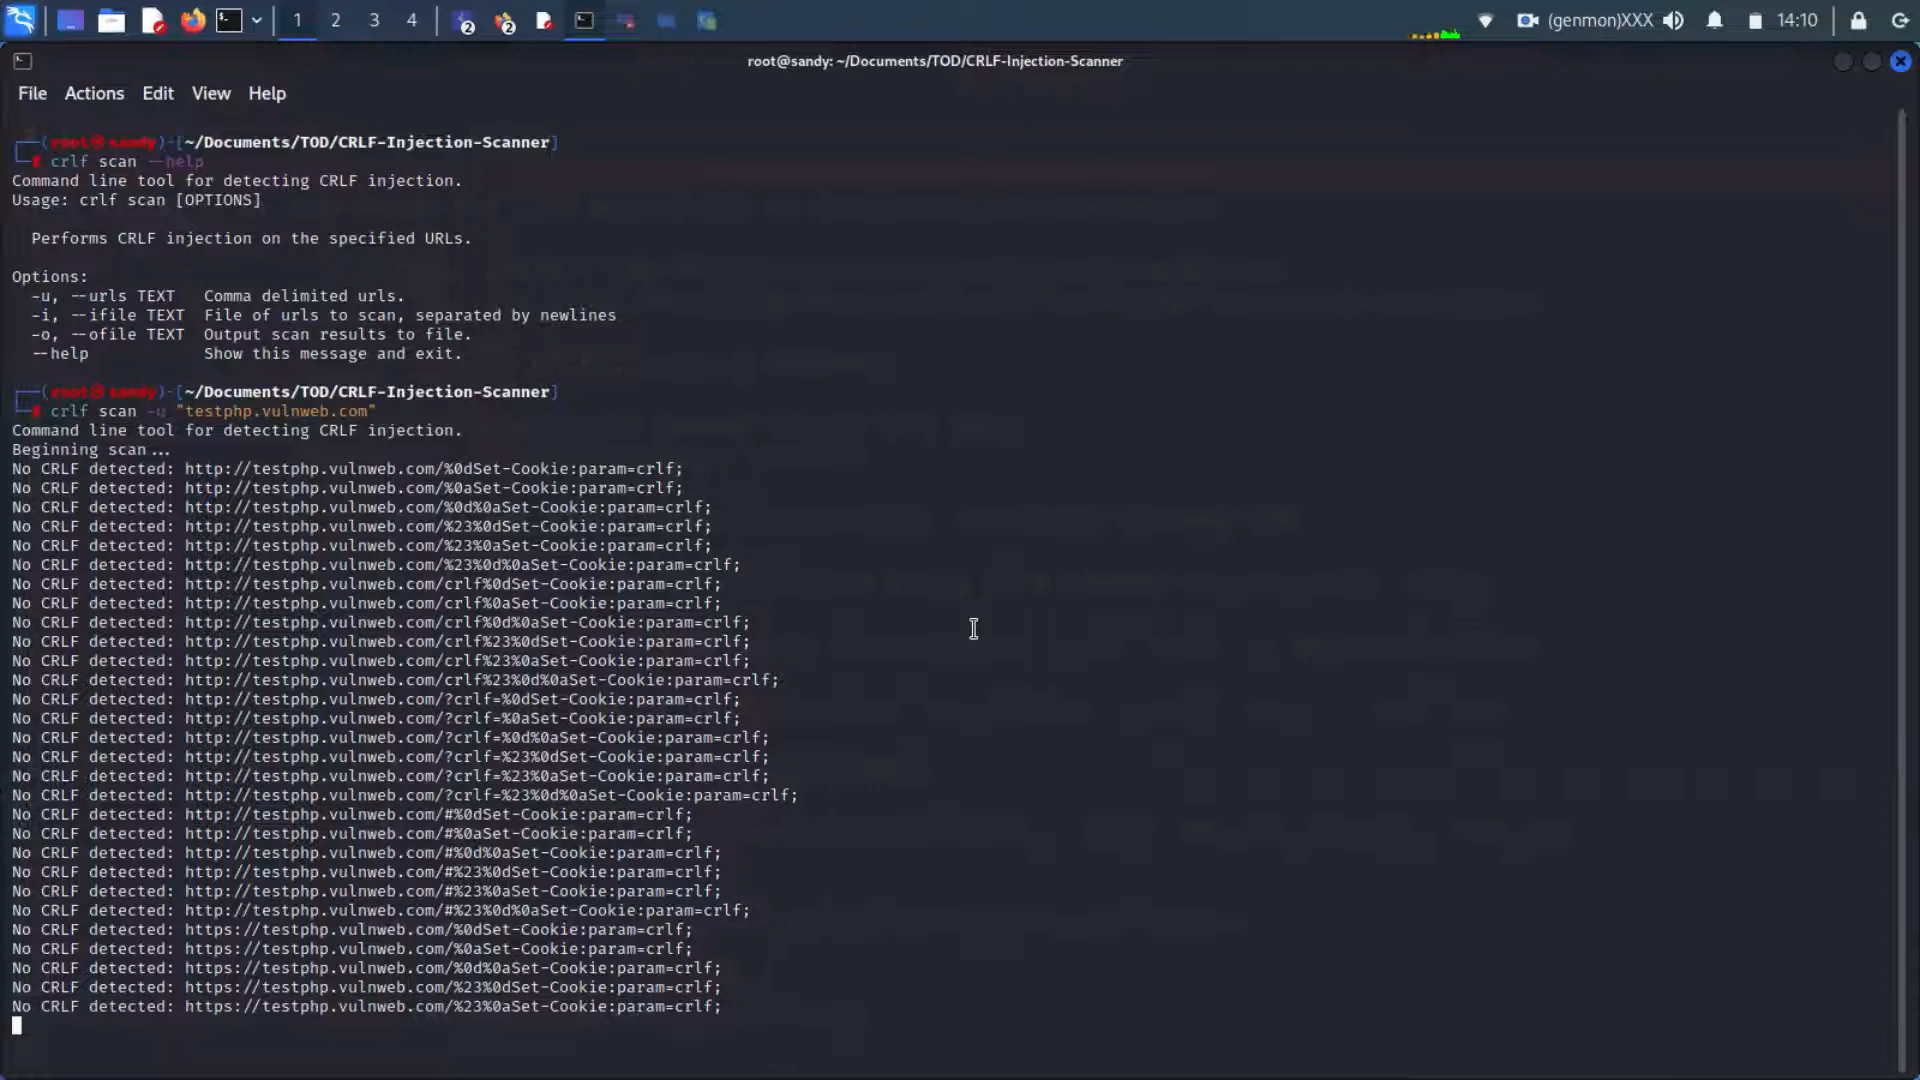 1 2 3 4 2 2 (genmon)XXX 14:10
root@sandy: ~/Documents/TOD/CRLF-Injection-Scanner
File Actions Edit View Help
(root㉿sandy)-[~/Documents/TOD/CRLF-Injection-Scanner]
crlf scan --help
Command line tool for detecting CRLF injection.
Usage: crlf scan [OPTIONS]
Performs CRLF injection on the specified URLs.
Options:
-u, --urls TEXT Comma delimited urls.
-i, --ifile TEXT File of urls to scan, separated by newlines
-o, --ofile TEXT Output scan results to file.
--help Show this message and exit.
(root㉿sandy)-[~/Documents/TOD/CRLF-Injection-Scanner]
crlf scan -u "testphp.vulnweb.com"
Command line tool for detecting CRLF injection.
Beginning scan...
No CRLF detected: http://testphp.vulnweb.com/%0dSet-Cookie:param=crlf;
No CRLF detected: http://testphp.vulnweb.com/%0aSet-Cookie:param=crlf;
No CRLF detected: http://testphp.vulnweb.com/%0d%0aSet-Cookie:param=crlf;
No CRLF detected: http://testphp.vulnweb.com/%23%0dSet-Cookie:param=crlf;
No CRLF detected: http://testphp.vulnweb.com/%23%0aSet-Cookie:param=crlf;
No CRLF detected: http://testphp.vulnweb.com/%23%0d%0aSet-Cookie:param=crlf;
No CRLF detected: http://testphp.vulnweb.com/crlf%0dSet-Cookie:param=crlf;
No CRLF detected: http://testphp.vulnweb.com/crlf%0aSet-Cookie:param=crlf;
No CRLF detected: http://testphp.vulnweb.com/crlf%0d%0aSet-Cookie:param=crlf;
No CRLF detected: http://testphp.vulnweb.com/crlf%23%0dSet-Cookie:param=crlf;
No CRLF detected: http://testphp.vulnweb.com/crlf%23%0aSet-Cookie:param=crlf;
No CRLF detected: http://testphp.vulnweb.com/crlf%23%0d%0aSet-Cookie:param=crlf;
No CRLF detected: http://testphp.vulnweb.com/?crlf=%0dSet-Cookie:param=crlf;
No CRLF detected: http://testphp.vulnweb.com/?crlf=%0aSet-Cookie:param=crlf;
No CRLF detected: http://testphp.vulnweb.com/?crlf=%0d%0aSet-Cookie:param=crlf;
No CRLF detected: http://testphp.vulnweb.com/?crlf=%23%0dSet-Cookie:param=crlf;
No CRLF detected: http://testphp.vulnweb.com/?crlf=%23%0aSet-Cookie:param=crlf;
No CRLF detected: http://testphp.vulnweb.com/?crlf=%23%0d%0aSet-Cookie:param=crlf;
No CRLF detected: http://testphp.vulnweb.com/#%0dSet-Cookie:param=crlf;
No CRLF detected: http://testphp.vulnweb.com/#%0aSet-Cookie:param=crlf;
No CRLF detected: http://testphp.vulnweb.com/#%0d%0aSet-Cookie:param=crlf;
No CRLF detected: http://testphp.vulnweb.com/#%23%0dSet-Cookie:param=crlf;
No CRLF detected: http://testphp.vulnweb.com/#%23%0aSet-Cookie:param=crlf;
No CRLF detected: http://testphp.vulnweb.com/#%23%0d%0aSet-Cookie:param=crlf;
No CRLF detected: https://testphp.vulnweb.com/%0dSet-Cookie:param=crlf;
No CRLF detected: https://testphp.vulnweb.com/%0aSet-Cookie:param=crlf;
No CRLF detected: https://testphp.vulnweb.com/%0d%0aSet-Cookie:param=crlf;
No CRLF detected: https://testphp.vulnweb.com/%23%0dSet-Cookie:param=crlf;
No CRLF detected: https://testphp.vulnweb.com/%23%0aSet-Cookie:param=crlf;